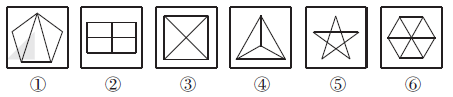 ① ② ③ ④ ⑤ ⑥